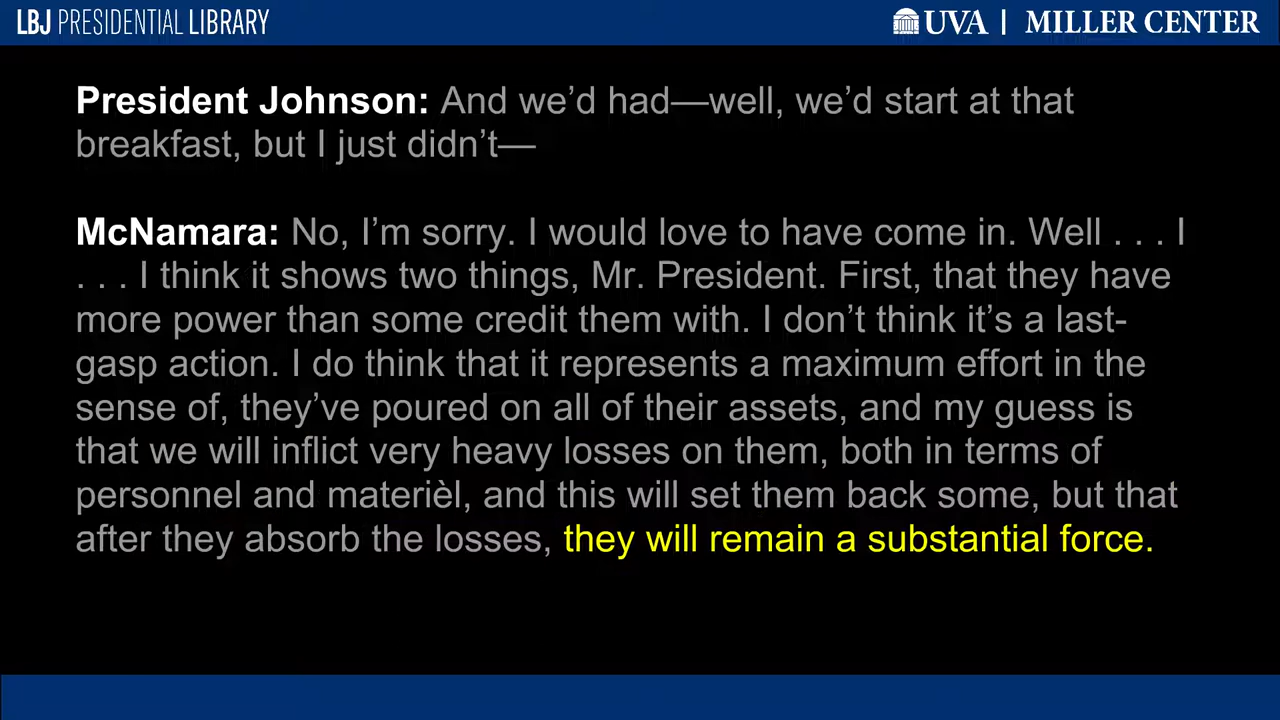 LBJ PRESIDENTIAL LIBRARY
UVA | MILLER CENTER
President Johnson: And we’d had—well, we’d start at that
breakfast, but I just didn’t—
McNamara: No, I’m sorry. I would love to have come in. Well . . . I
. . . I think it shows two things, Mr. President. First, that they have
more power than some credit them with. I don’t think it’s a last-
gasp action. I do think that it represents a maximum effort in the
sense of, they’ve poured on all of their assets, and my guess is
that we will inflict very heavy losses on them, both in terms of
personnel and materièl, and this will set them back some, but that
after they absorb the losses, they will remain a substantial force.